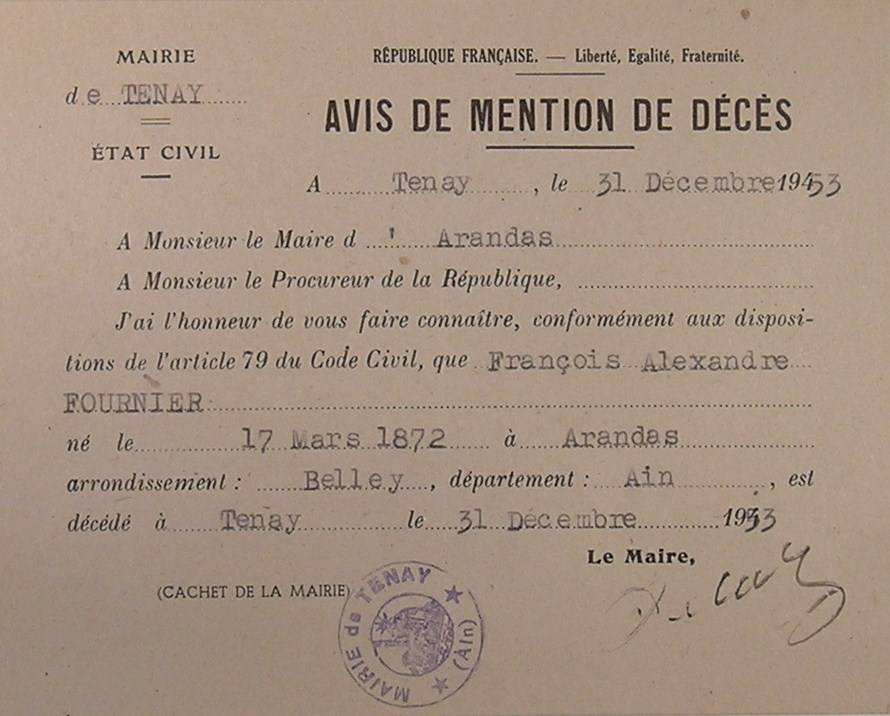 MAIRIE
de TENAY
ÉTAT CIVIL
RÉPUBLIQUE FRANÇAISE. — Liberté, Egalité, Fraternité.
AVIS DE MENTION DE DÉCÈS
A Tenay, le 31 Décembre 1953
A Monsieur le Maire d' Arandas
A Monsieur le Procureur de la République,
J'ai l'honneur de vous faire connaître, conformément aux disposi-
tions de l'article 79 du Code Civil, que François Alexandre
FOURNIER
né le 17 Mars 1872 à Arandas
arrondissement : Belley, département : Ain, est
décédé à Tenay le 31 Décembre 1953
Le Maire,
(CACHET DE LA MAIRIE)
MAIRIE de TENAY
(Ain)